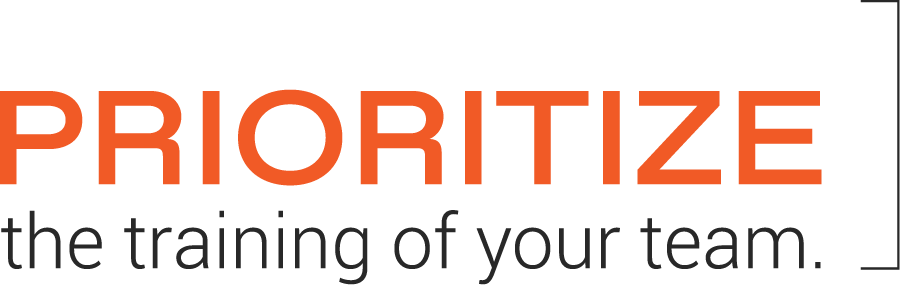 PRIORITIZE
the training of your team.